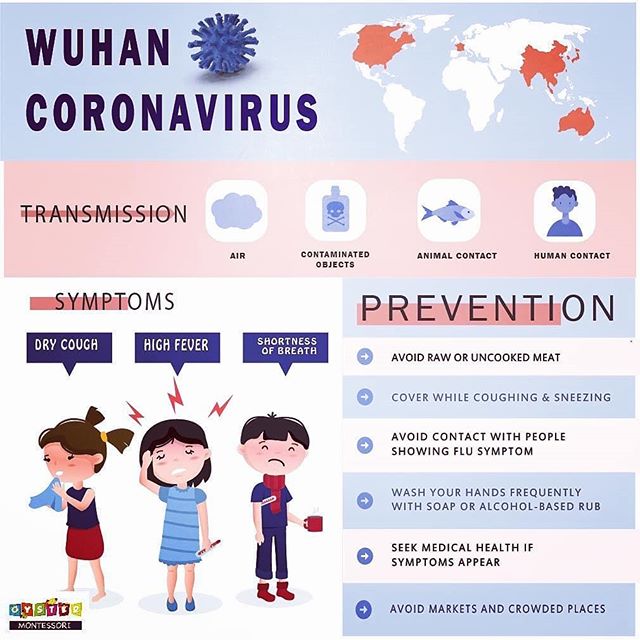 WUHAN
CORONAVIRUS
TRANSMISSION
AIR
CONTAMINATED
OBJECTS
ANIMAL CONTACT
HUMAN CONTACT
SYMPTOMS
DRY COUGH
HIGH FEVER
SHORTNESS
OF BREATH
PREVENTION
AVOID RAW OR UNCOOKED MEAT
COVER WHILE COUGHING & SNEEZING
AVOID CONTACT WITH PEOPLE
SHOWING FLU SYMPTOM
WASH YOUR HANDS FREQUENTLY
WITH SOAP OR ALCOHOL-BASED RUB
SEEK MEDICAL HEALTH IF
SYMPTOMS APPEAR
AVOID MARKETS AND CROWDED PLACES
OYSTER
MONTESSORI